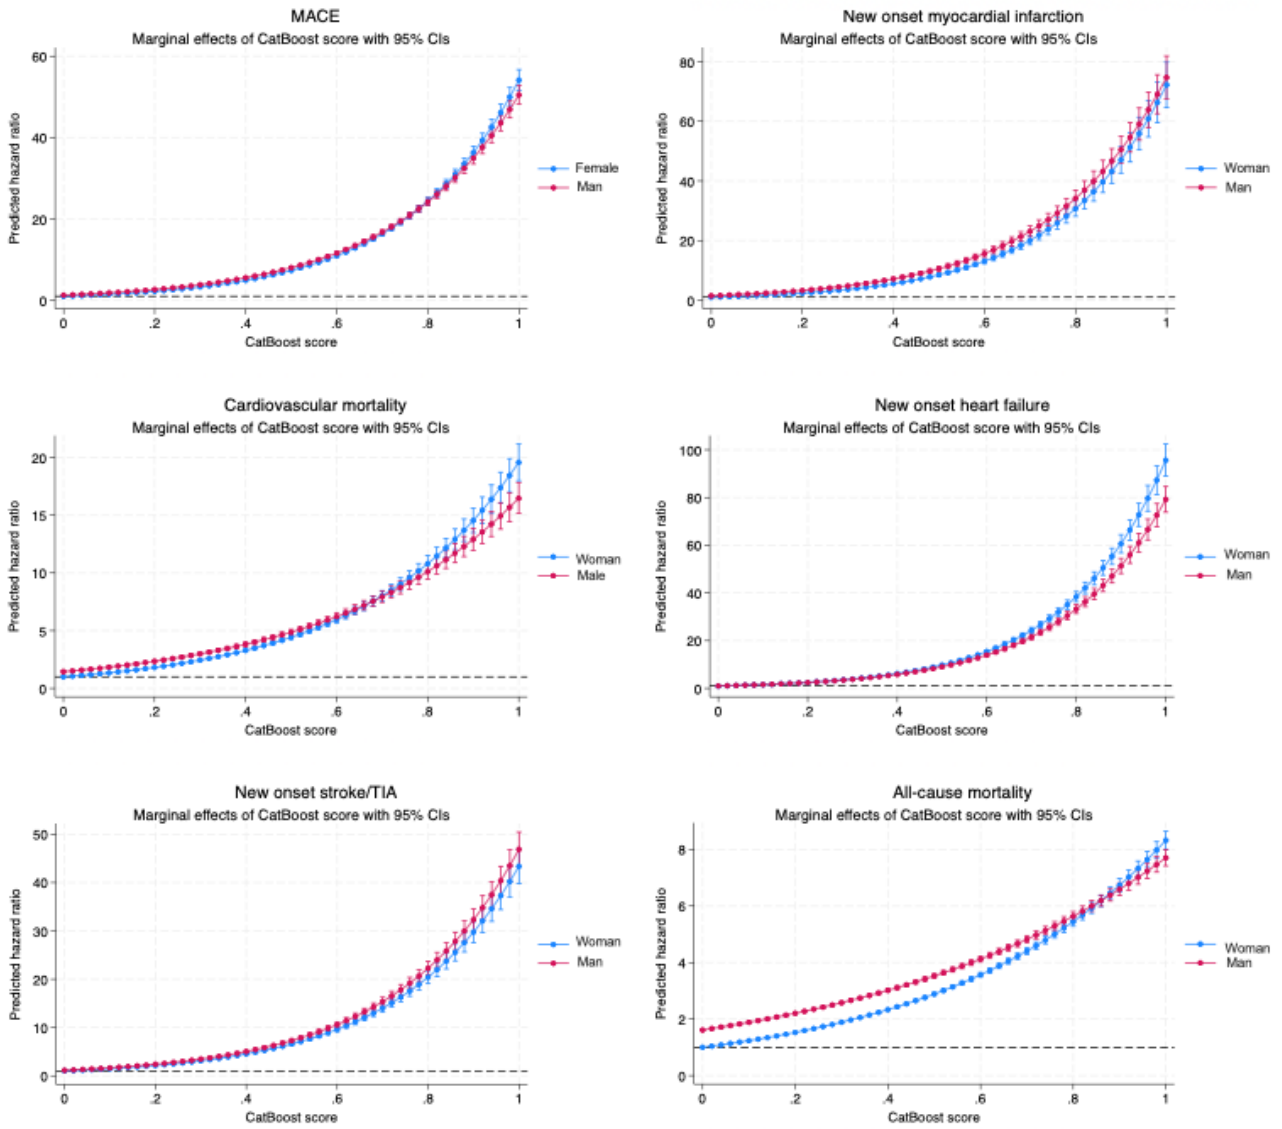 MACE
Marginal effects of CatBoost score with 95% CIs
Predicted hazard ratio
60
40
20
0
0 .2 .4 .6 .8 1
CatBoost score
Female
Man
New onset myocardial infarction
Marginal effects of CatBoost score with 95% CIs
Predicted hazard ratio
80
60
40
20
0
0 .2 .4 .6 .8 1
CatBoost score
Woman
Man
Cardiovascular mortality
Marginal effects of CatBoost score with 95% CIs
Predicted hazard ratio
20
15
10
5
0
0 .2 .4 .6 .8 1
CatBoost score
Woman
Male
New onset heart failure
Marginal effects of CatBoost score with 95% CIs
Predicted hazard ratio
100
80
60
40
20
0
0 .2 .4 .6 .8 1
CatBoost score
Woman
Man
New onset stroke/TIA
Marginal effects of CatBoost score with 95% CIs
Predicted hazard ratio
50
40
30
20
10
0
0 .2 .4 .6 .8 1
CatBoost score
Woman
Man
All-cause mortality
Marginal effects of CatBoost score with 95% CIs
Predicted hazard ratio
8
6
4
2
0
0 .2 .4 .6 .8 1
CatBoost score
Woman
Man